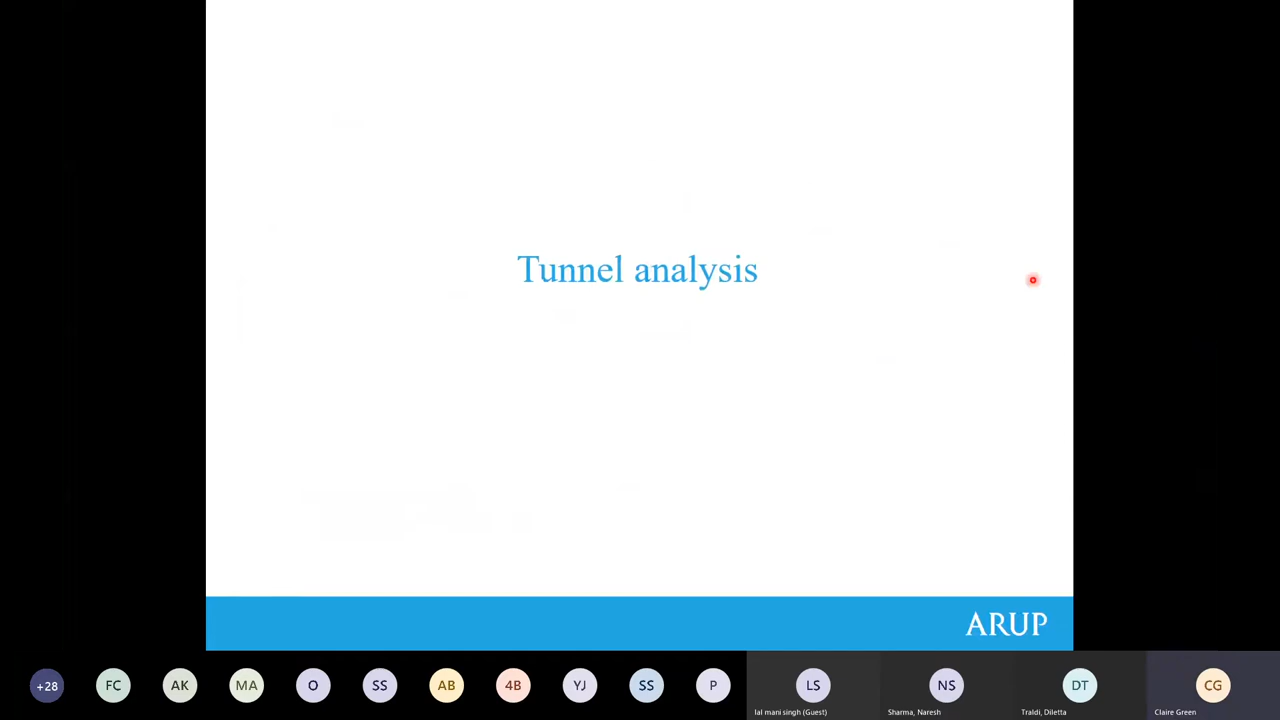 Tunnel analysis
ARUP
+28
FC
AK
MA
O
SS
AB
4B
YJ
SS
P
LS
NS
DT
CG
lal mani singh (Guest)
Sharma, Naresh
Traldi, Diletta
Claire Green